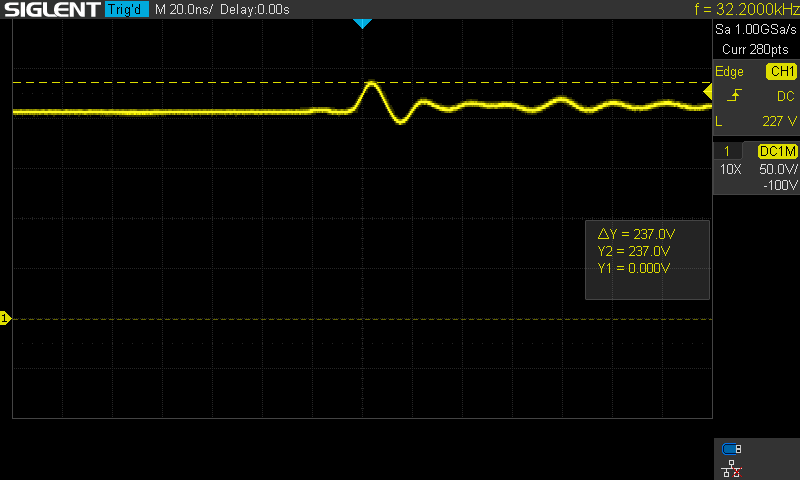 SIGLENT Trig'd M 20.0ns/ Delay:0.00s f = 32.2000kHz
Sa 1.00GSa/s
Curr 280pts
Edge CH1
DC
L 227 V
1 DC1M
10X 50.0V/
-100V
△Y = 237.0V
Y2 = 237.0V
Y1 = 0.000V
1